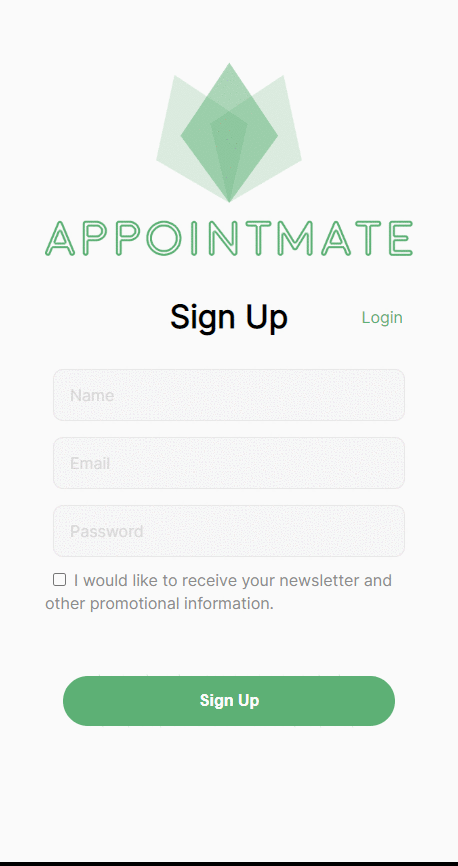 APPOINTMATE
Sign Up
Login
Name
Email
Password
I would like to receive your newsletter and
other promotional information.
Sign Up